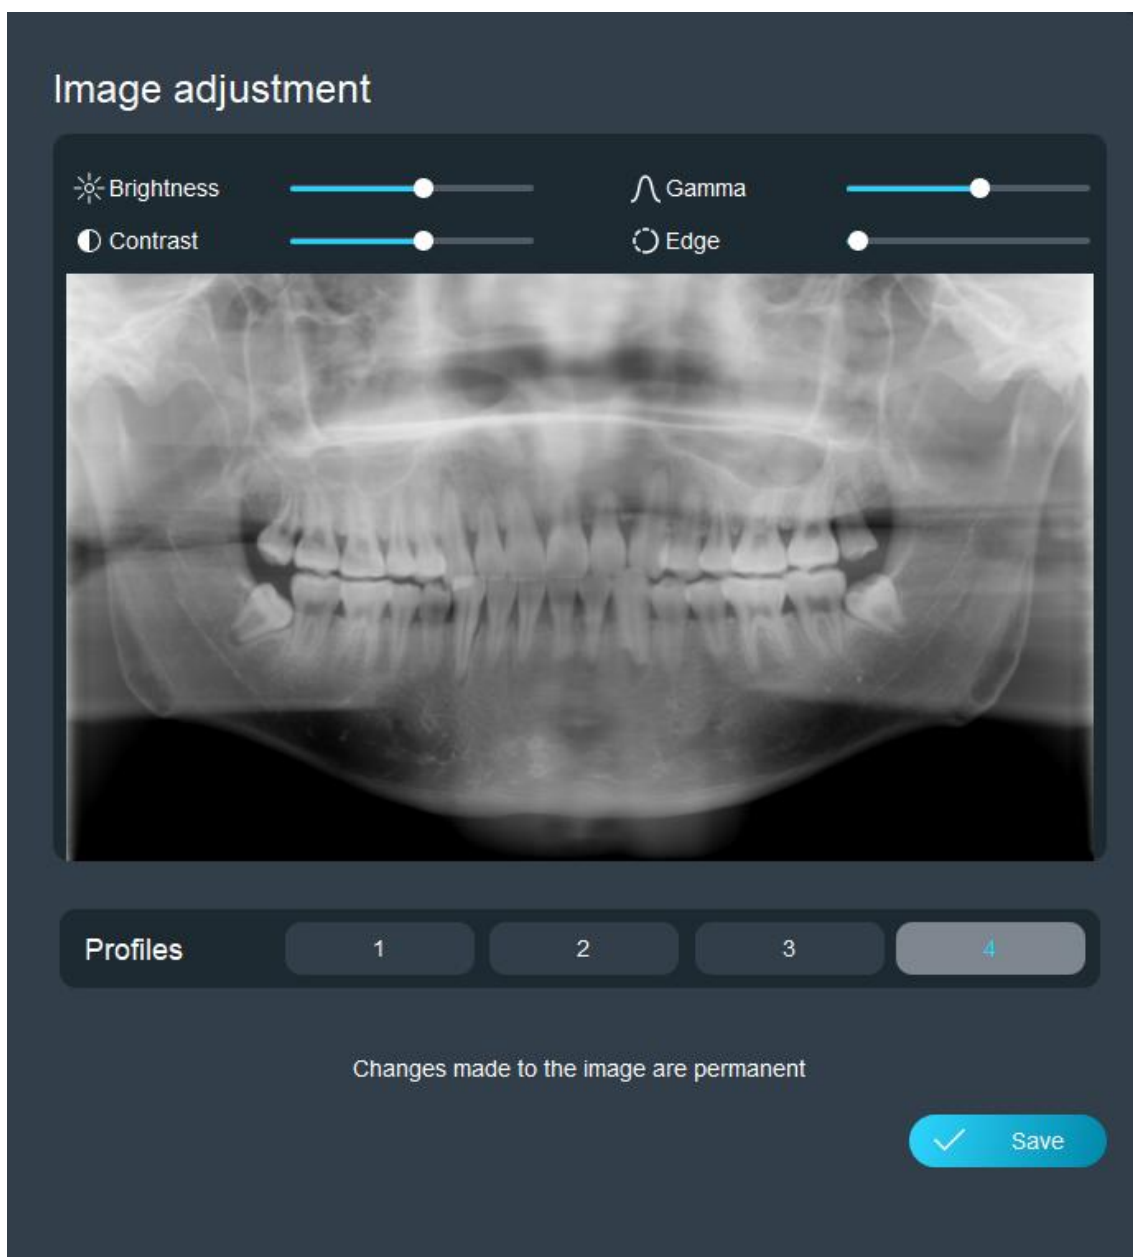 Image adjustment
Brightness
Gamma
Contrast
Edge
Profiles 1 2 3 4
Changes made to the image are permanent
Save